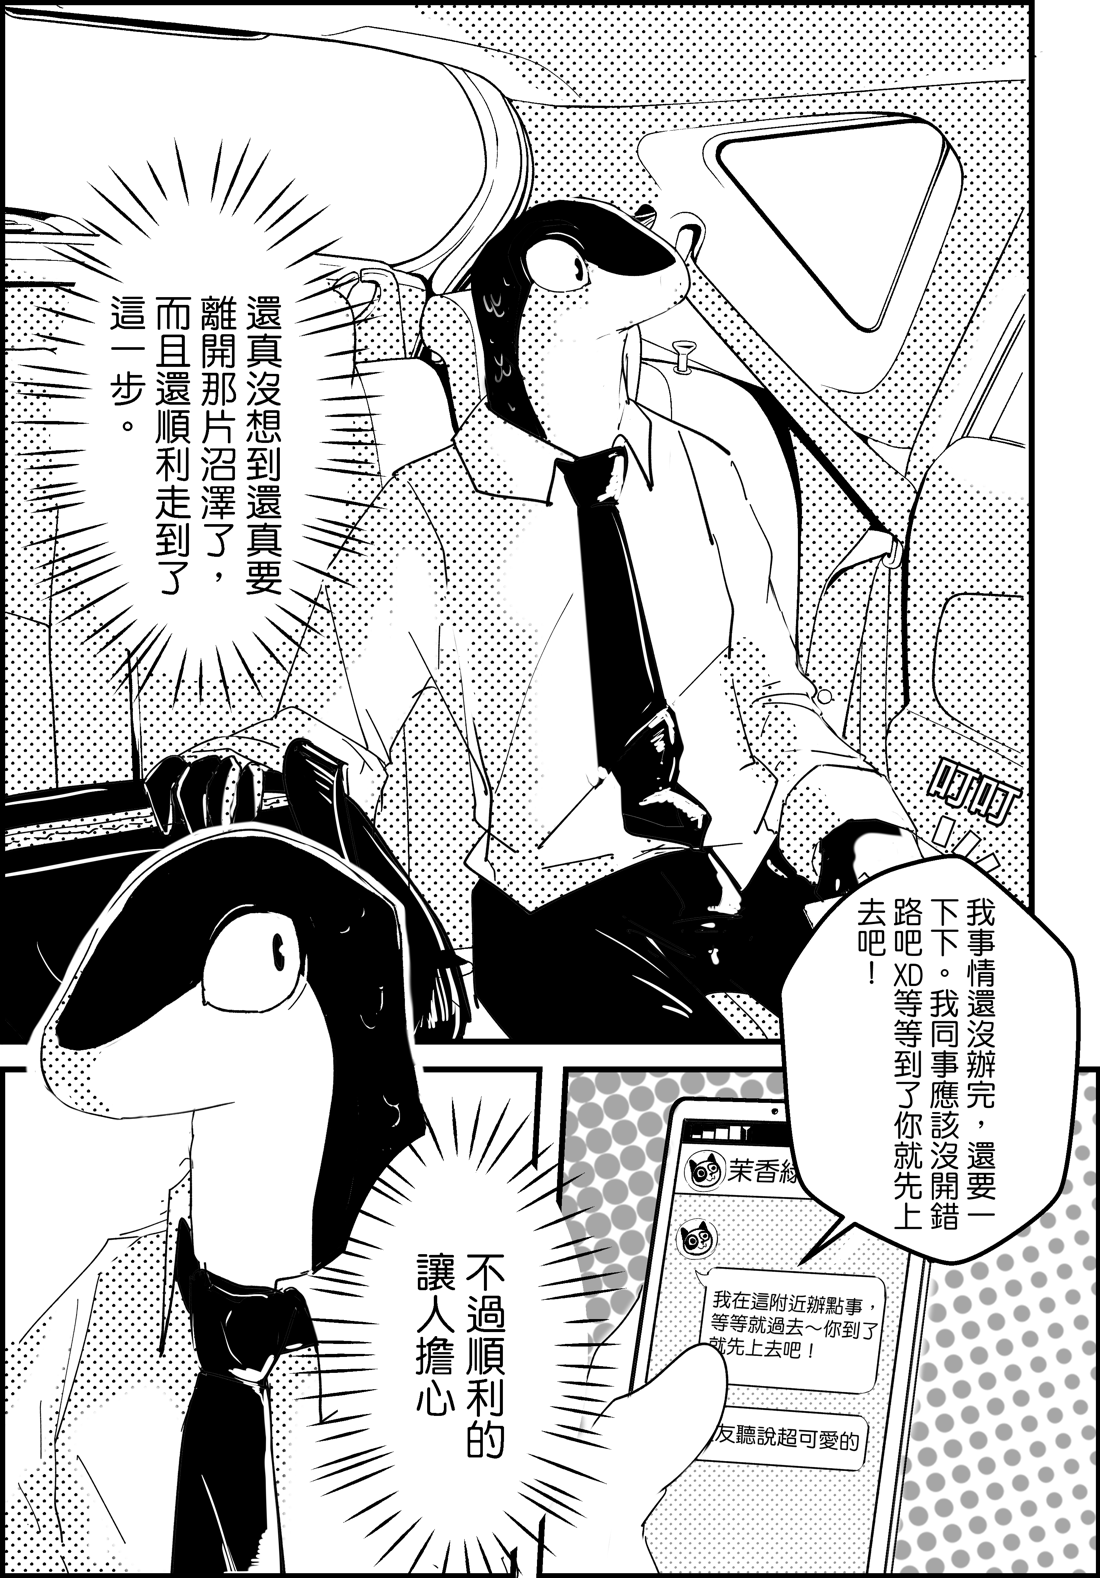 還真沒想到還真要
離開那片沼澤了，
而且還順利走到了
這一步。
叮叮
我事情還沒辦完，還要一
下下。我同事應該沒開錯
路吧XD等等到了你就先上
去吧！
不過順利的
讓人擔心
茉香綠
我在這附近辦點事，
等等就過去～你到了
就先上去吧！
友聽說超可愛的